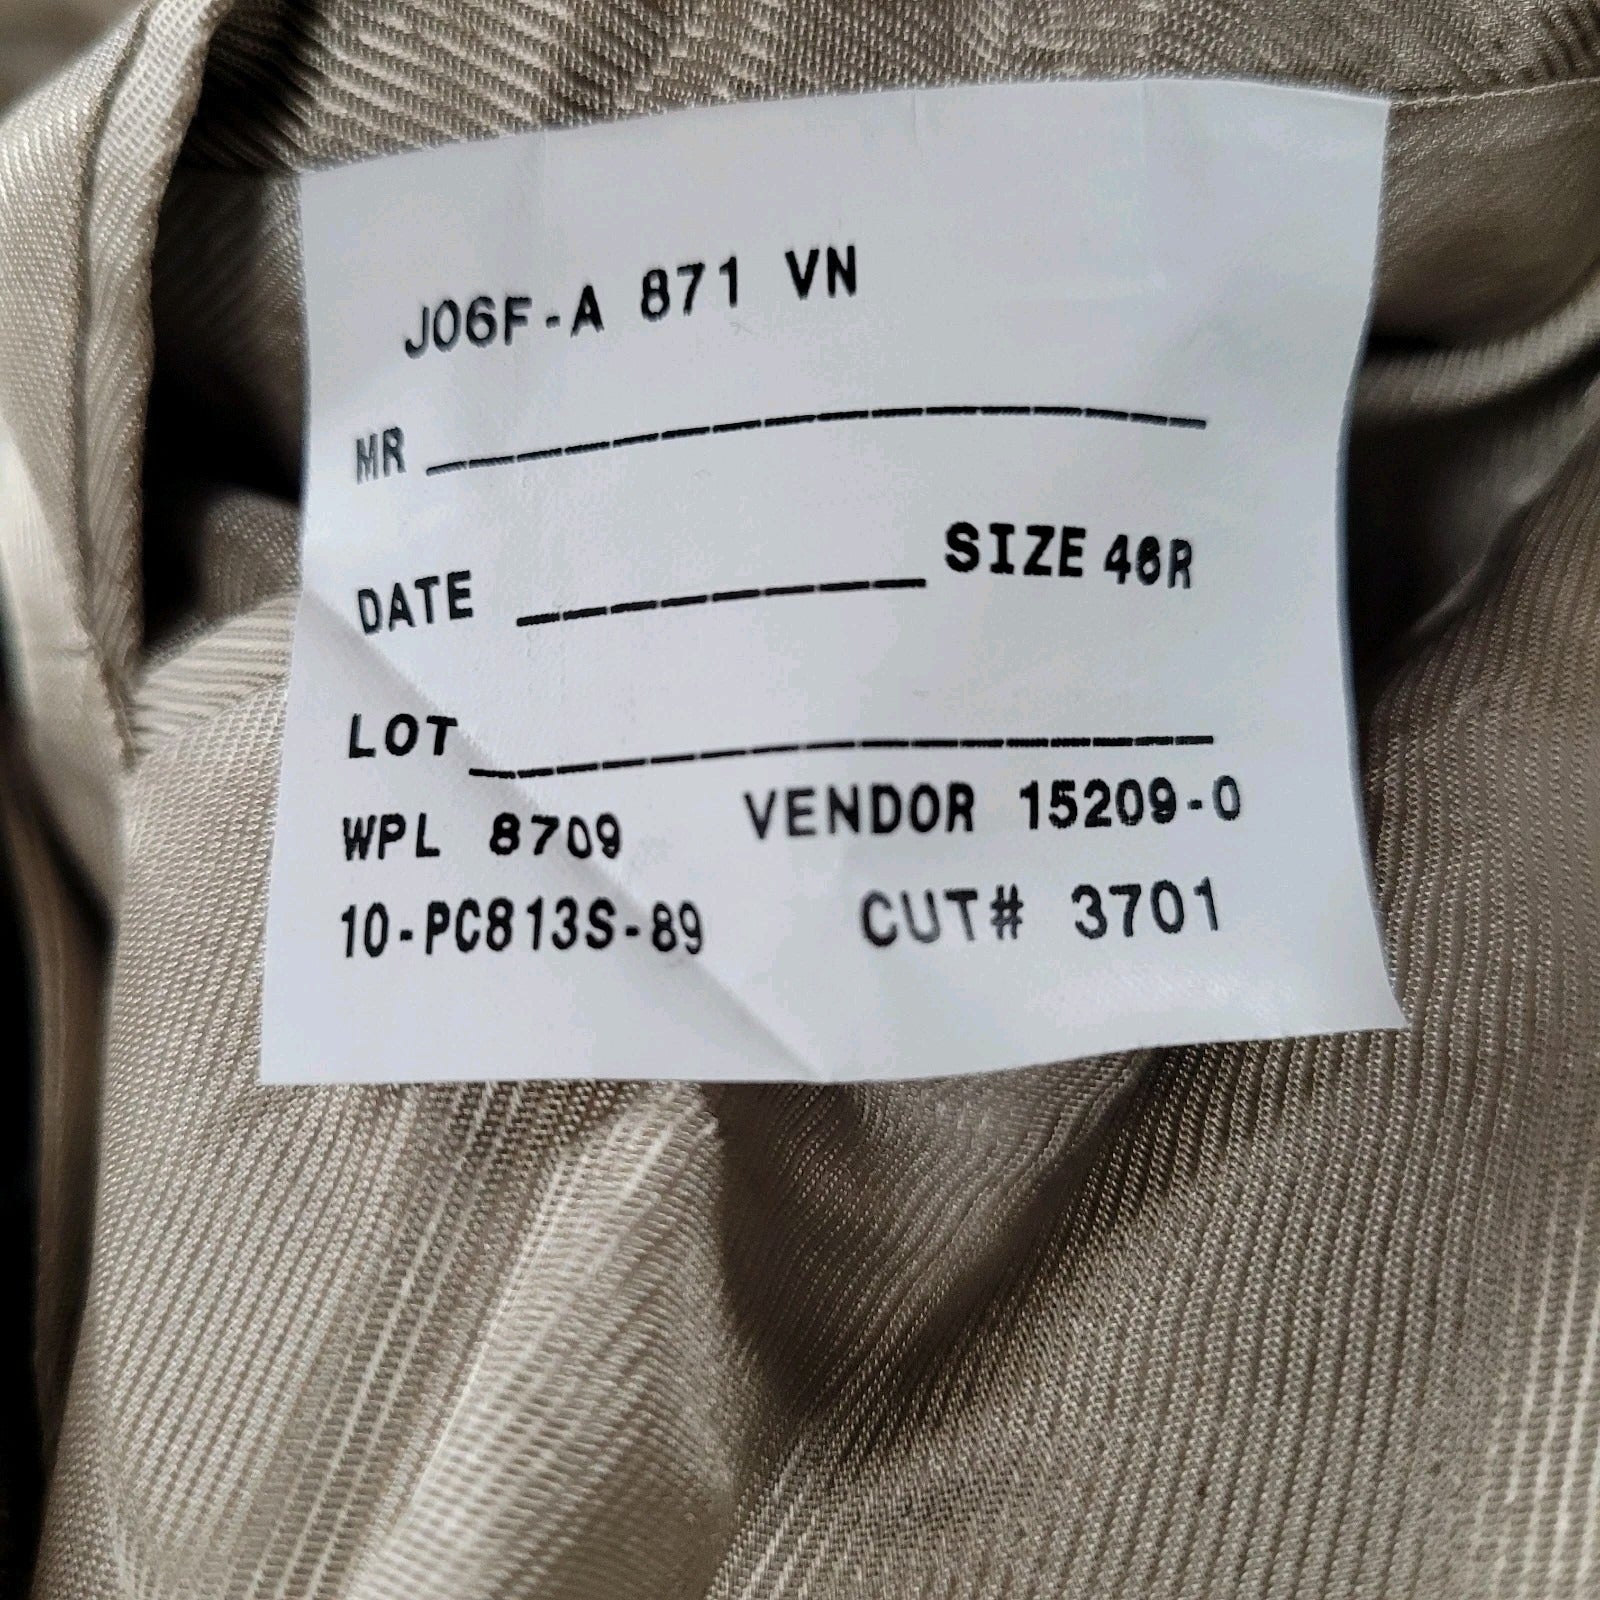 J06F-A 871 VN
MR
DATE SIZE 46R
LOT
WPL 8709 VENDOR 15209-0
10-PC813S-89 CUT# 3701